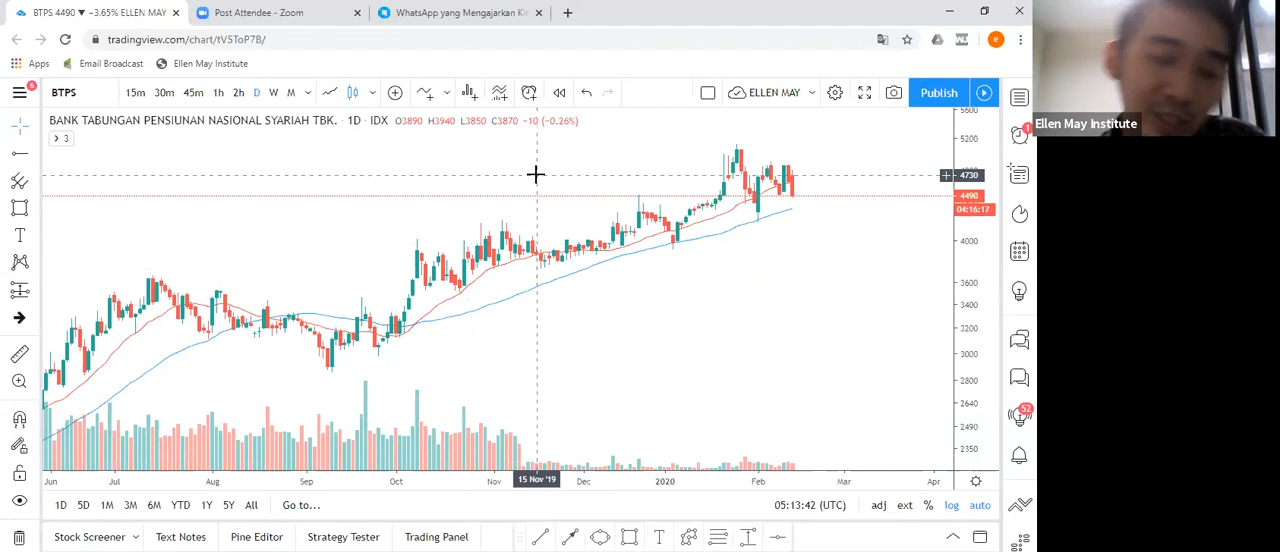 BTPS 4490 ▼ −3.65% ELLEN MAY
Post Attendee - Zoom
WhatsApp yang Mengajarkan Kir
tradingview.com/chart/tV5ToP7B/
Apps
Email Broadcast
Ellen May Institute
6
BTPS
15m 30m 45m 1h 2h D W M
ELLEN MAY
Publish
BANK TABUNGAN PENSIUNAN NASIONAL SYARIAH TBK. · 1D · IDX O3890 H3940 L3850 C3870 −10 (−0.26%)
3
5600
5200
4730
4490
04:16:17
4000
3600
3400
3200
3000
2800
2640
2490
2350
Jun Jul Aug Sep Oct Nov 15 Nov '19 Dec 2020 Feb Mar Apr
1D 5D 1M 3M 6M YTD 1Y 5Y All Go to...
05:13:42 (UTC) adj ext % log auto
Stock Screener Text Notes Pine Editor Strategy Tester Trading Panel
Ellen May Institute
1
52
e